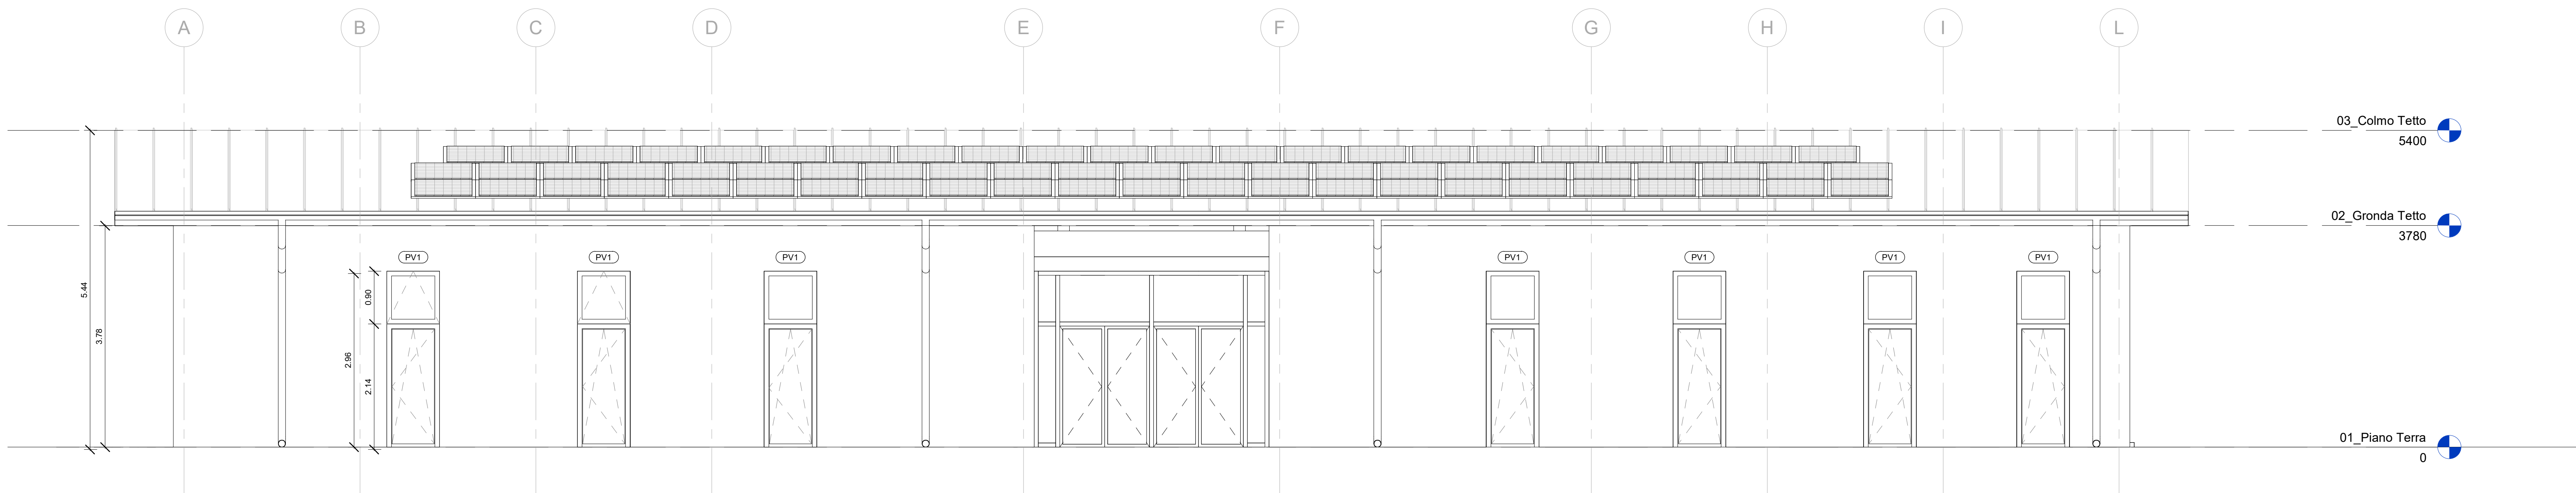 A
B
C
D
E
F
G
H
I
L
03_Colmo Tetto
5400
02_Gronda Tetto
3780
PV1
PV1
PV1
PV1
PV1
PV1
PV1
5.44
3.78
2.96
0.90
2.14
01_Piano Terra
0